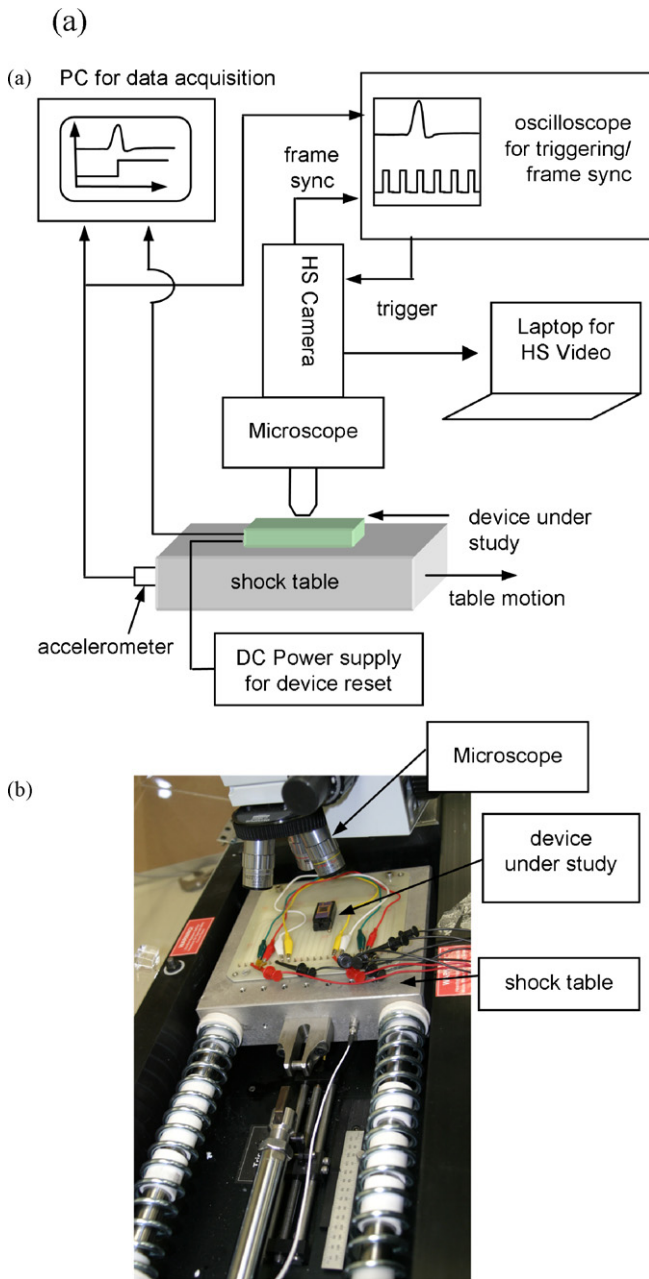 (a)
(a)
PC for data acquisition
oscilloscope
for triggering/
frame sync
frame
sync
HS Camera
trigger
Laptop for
HS Video
Microscope
device under
study
shock table
table motion
accelerometer
DC Power supply
for device reset
(b)
Microscope
device
under study
shock table